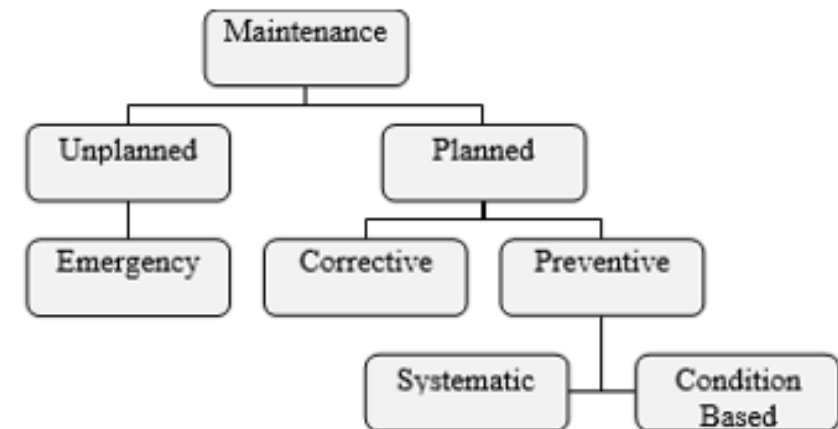 Maintenance
Unplanned
Planned
Emergency
Corrective
Preventive
Systematic
Condition
Based